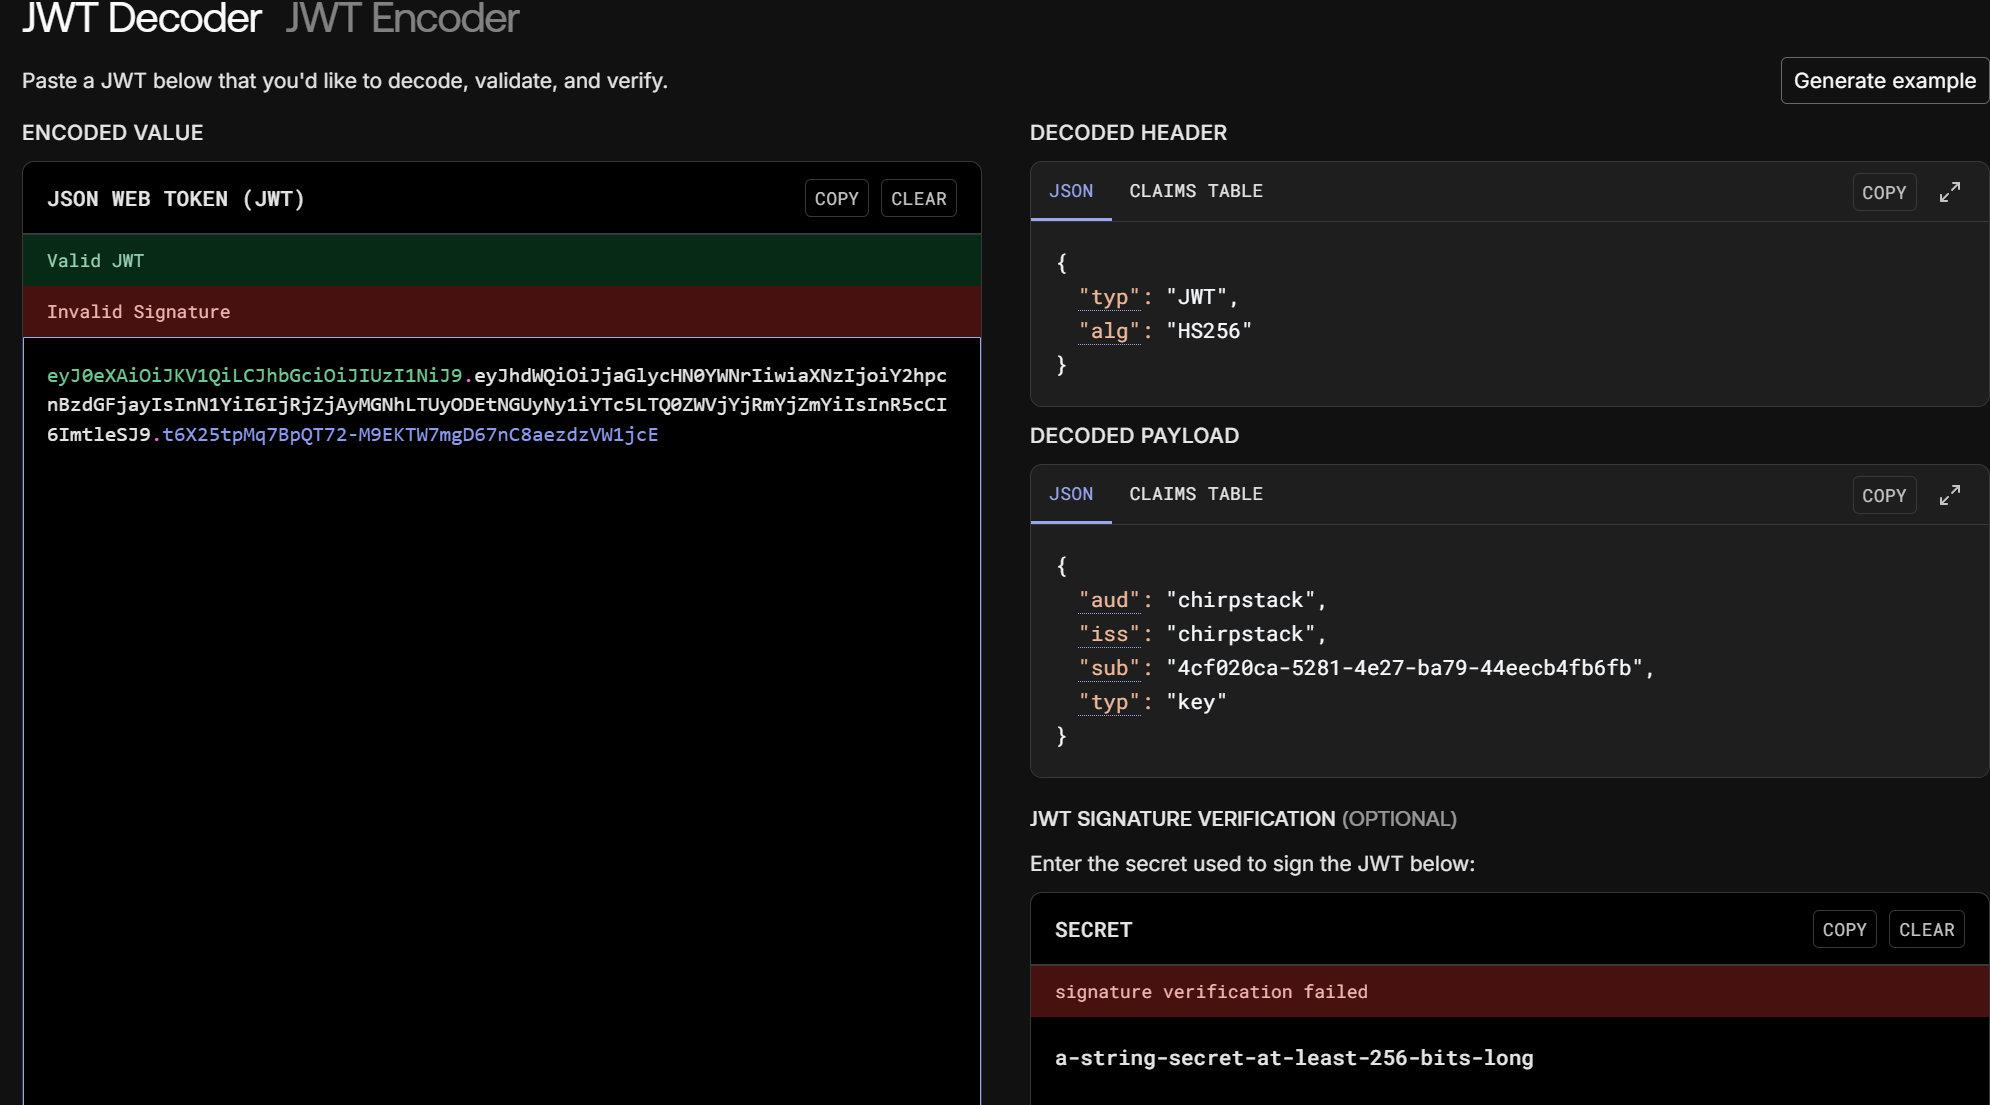 JWT Decoder JWT Encoder
Paste a JWT below that you'd like to decode, validate, and verify.
Generate example
ENCODED VALUE
JSON WEB TOKEN (JWT)
COPY
CLEAR
Valid JWT
Invalid Signature
eyJ0eXAiOiJKV1QiLCJhbGciOiJIUzI1NiJ9.eyJhdWQiOiJjaGlycHN0YWNrIiwiaXNzIjoiY2hpc
nBzdGFjayIsInN1YiI6IjRjZjAyMGNhLTUyODEtNGUyNy1iYTc5LTQ0ZWVjYjRmYjZmYiIsInR5cCI
6ImtleSJ9.t6X25tpMq7BpQT72-M9EKTW7mgD67nC8aezdzVW1jcE
DECODED HEADER
JSON
CLAIMS TABLE
COPY
{
"typ": "JWT",
"alg": "HS256"
}
DECODED PAYLOAD
JSON
CLAIMS TABLE
COPY
{
"aud": "chirpstack",
"iss": "chirpstack",
"sub": "4cf020ca-5281-4e27-ba79-44eecb4fb6fb",
"typ": "key"
}
JWT SIGNATURE VERIFICATION (OPTIONAL)
Enter the secret used to sign the JWT below:
SECRET
COPY
CLEAR
signature verification failed
a-string-secret-at-least-256-bits-long